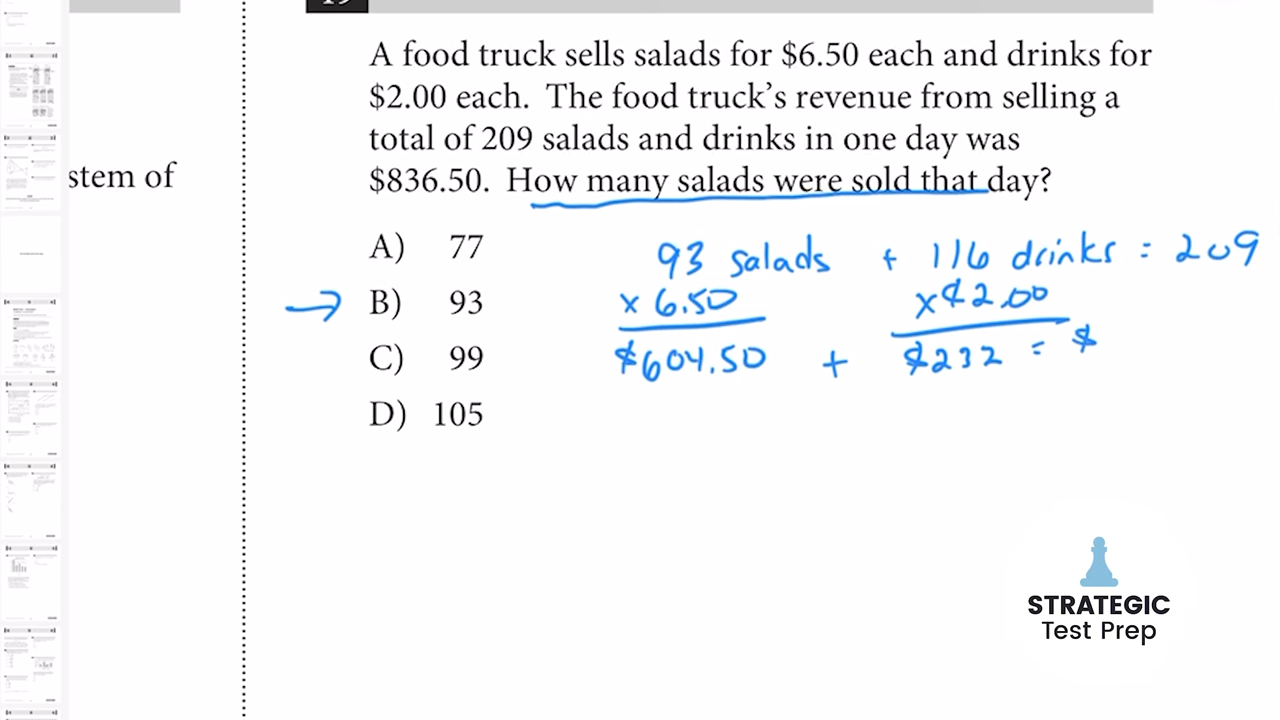 19
stem of
A food truck sells salads for $6.50 each and drinks for
$2.00 each. The food truck's revenue from selling a
total of 209 salads and drinks in one day was
$836.50. How many salads were sold that day?
A) 77
B) 93
C) 99
D) 105
93 salads + 116 drinks = 209
x 6.50 x $2.00
$604.50 + $232 = $
STRATEGIC
Test Prep